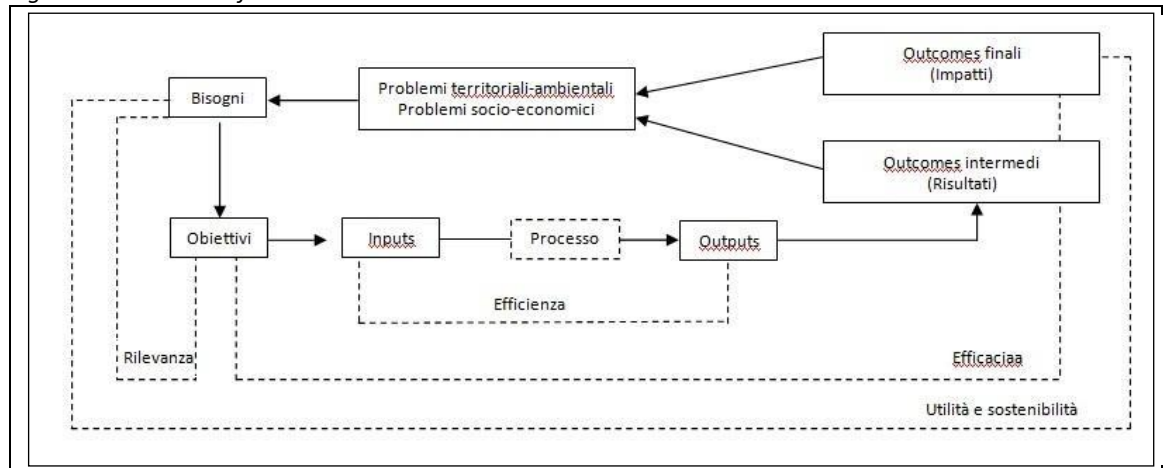 Outcomes finali
(Impatti)
Problemi territoriali-ambientali
Problemi socio-economici
Bisogni
Outcomes intermedi
(Risultati)
Obiettivi
Inputs
Processo
Outputs
Efficienza
Rilevanza
Efficaciaa
Utilità e sostenibilità